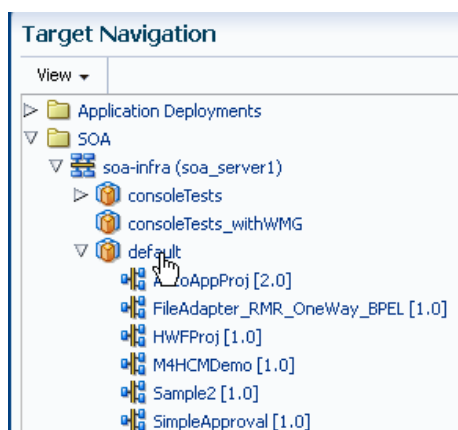 Target Navigation
View
Application Deployments
SOA
soa-infra (soa_server1)
consoleTests
consoleTests_withWMG
default
[2.0]
FileAdapter_RMR_OneWay_BPEL [1.0]
HWFProj [1.0]
M4HCMDemo [1.0]
Sample2 [1.0]
SimpleApproval [1.0]